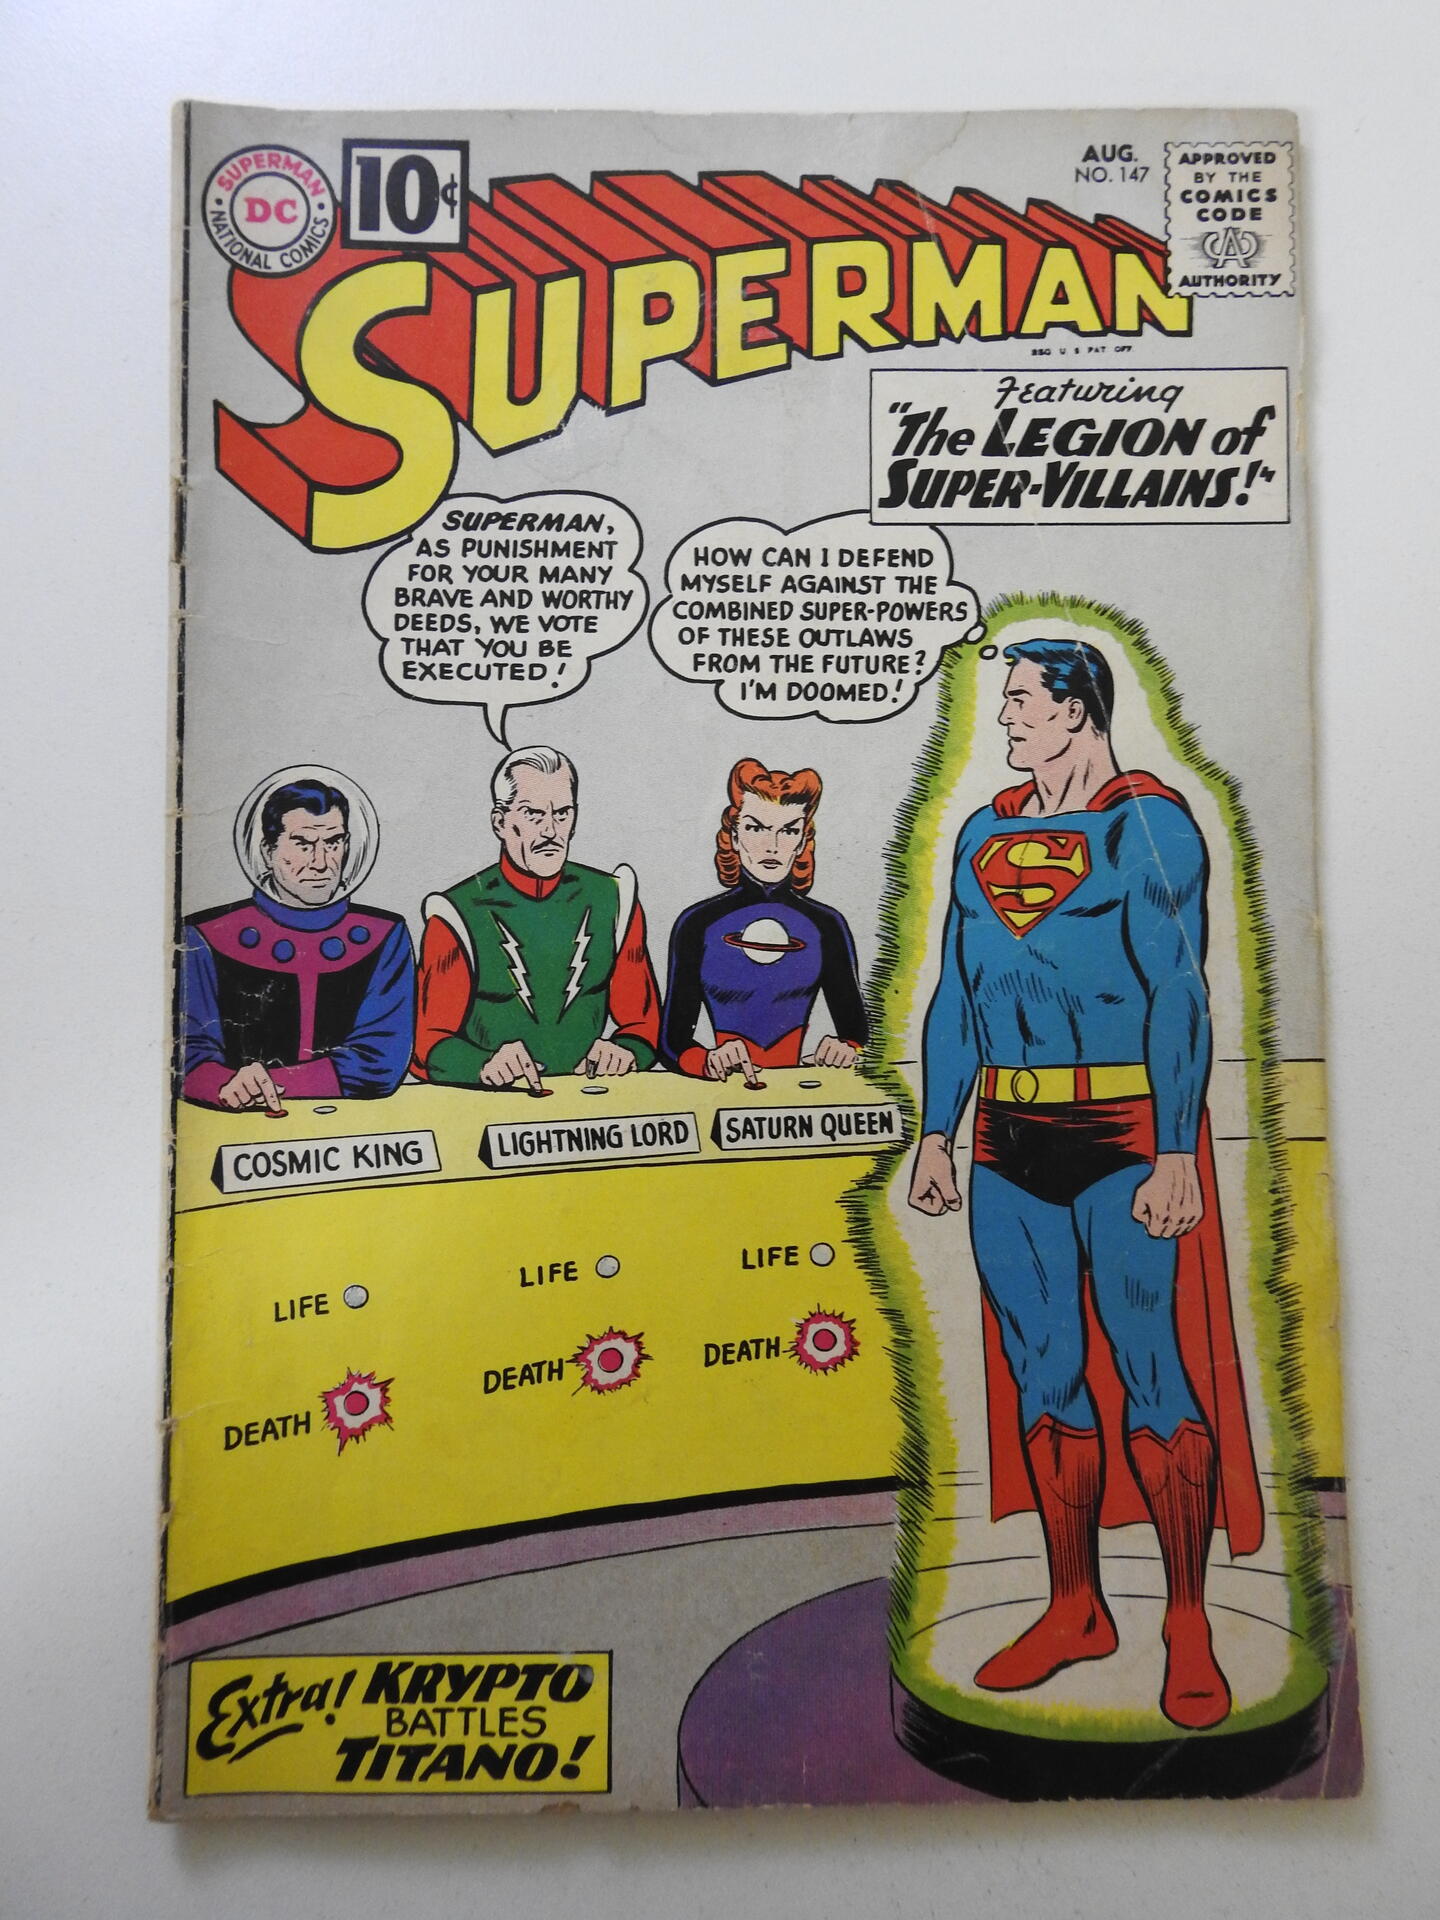 SUPERMAN
DC
NATIONAL COMICS
10¢
AUG.
NO. 147
APPROVED
BY THE
COMICS
CODE
AUTHORITY
SUPERMAN
REG U S PAT OFF.
Featuring
"The LEGION of
SUPER-VILLAINS!"
SUPERMAN,
AS PUNISHMENT
FOR YOUR MANY
BRAVE AND WORTHY
DEEDS, WE VOTE
THAT YOU BE
EXECUTED!
HOW CAN I DEFEND
MYSELF AGAINST THE
COMBINED SUPER-POWERS
OF THESE OUTLAWS
FROM THE FUTURE?
I'M DOOMED!
S
COSMIC KING
LIGHTNING LORD
SATURN QUEEN
LIFE
DEATH
LIFE
DEATH
LIFE
DEATH
Extra! KRYPTO
BATTLES
TITANO!